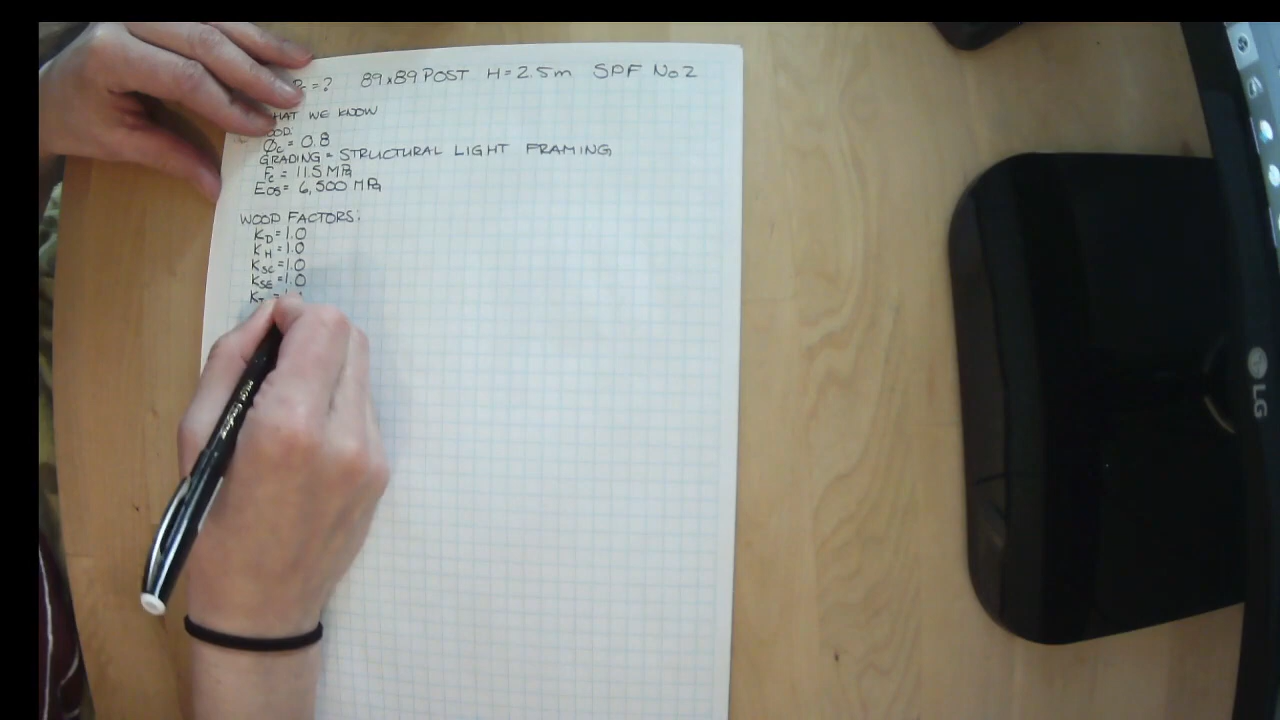 =? 89x89 POST H=2.5m SPF No2
WHAT WE KNOW
WOOD:
Φc = 0.8
GRADING = STRUCTURAL LIGHT FRAMING
Fc = 11.5 MPa
E05 = 6,500 MPa
WOOD FACTORS:
KD = 1.0
KH = 1.0
KSC = 1.0
KSE = 1.0
LG